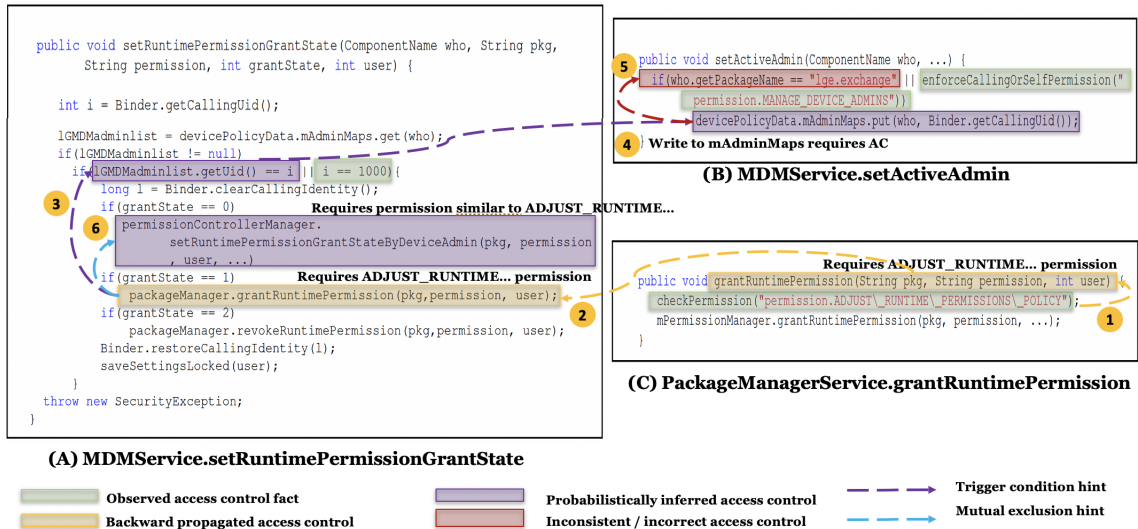 public void setRuntimePermissionGrantState(ComponentName who, String pkg,
String permission, int grantState, int user) {
int i = Binder.getCallingUid();
lGMDMadminlist = devicePolicyData.mAdminMaps.get(who);
if(lGMDMadminlist != null)
if(lGMDMadminlist.getUid() == i || i == 1000){
long l = Binder.clearCallingIdentity();
3
if(grantState == 0)
Requires permission similar to ADJUST_RUNTIME...
6
permissionControllerManager.
setRuntimePermissionGrantStateByDeviceAdmin(pkg, permission
, user, ...)
if(grantState == 1)
Requires ADJUST_RUNTIME... permission
packageManager.grantRuntimePermission(pkg,permission, user);
2
if(grantState == 2)
packageManager.revokeRuntimePermission(pkg,permission, user);
Binder.restoreCallingIdentity(l);
saveSettingsLocked(user);
}
throw new SecurityException;
}
(A) MDMService.setRuntimePermissionGrantState
public void setActiveAdmin(ComponentName who, ...) {
5
if(who.getPackageName == "lge.exchange" || enforceCallingOrSelfPermission("
permission.MANAGE_DEVICE_ADMINS"))
devicePolicyData.mAdminMaps.put(who, Binder.getCallingUid());
4
} Write to mAdminMaps requires AC
(B) MDMService.setActiveAdmin
Requires ADJUST_RUNTIME... permission
public void grantRuntimePermission(String pkg, String permission, int user) {
checkPermission("permission.ADJUST\_RUNTIME\_PERMISSIONS\_POLICY");
1
mPermissionManager.grantRuntimePermission(pkg, permission, ...);
}
(C) PackageManagerService.grantRuntimePermission
Observed access control fact
Probabilistically inferred access control
Trigger condition hint
Backward propagated access control
Inconsistent / incorrect access control
Mutual exclusion hint